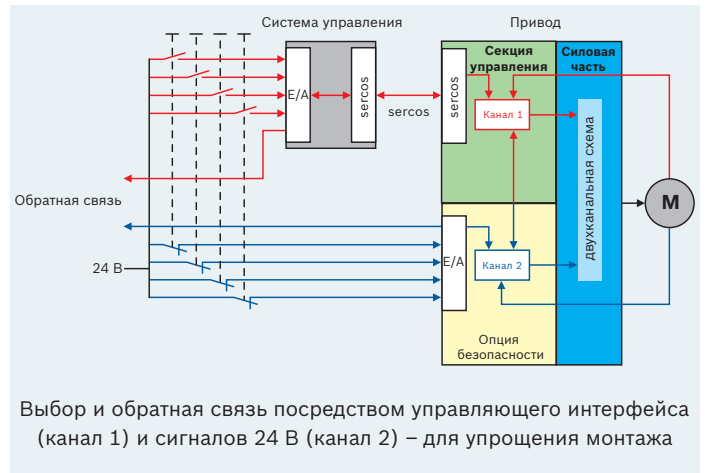 Система управления
Привод
Секция
управления
Силовая
часть
E/A
sercos
sercos
sercos
Канал 1
двухканальная схема
M
Обратная связь
24 В
E/A
Канал 2
Опция
безопасности
Выбор и обратная связь посредством управляющего интерфейса
(канал 1) и сигналов 24 В (канал 2) – для упрощения монтажа